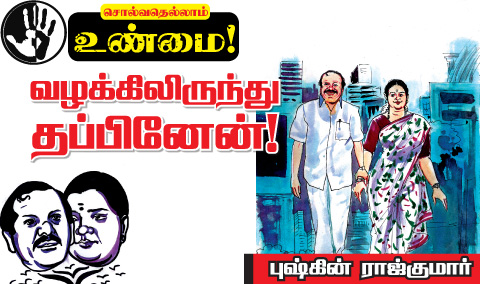 சொல்வதெல்லாம்
உண்மை!
வழக்கிலிருந்து
தப்பினேன்!
புஷ்கின் ராஜ்குமார்